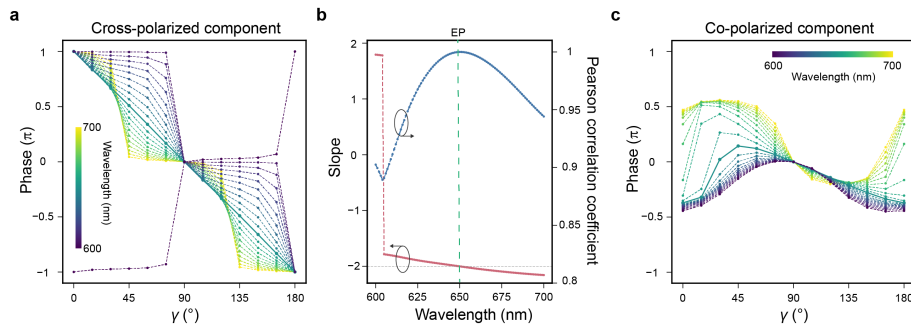 a
Cross-polarized component
1
0.5
0
−0.5
−1
Phase (π)
700
Wavelength (nm)
600
0
45
90
135
180
γ (°)
b
EP
2
1
0
−1
−2
Slope
1
0.95
0.9
0.85
0.8
Pearson correlation coefficient
600
625
650
675
700
Wavelength (nm)
c
Co-polarized component
600
700
Wavelength (nm)
1
0.5
0
−0.5
−1
Phase (π)
0
45
90
135
180
γ (°)